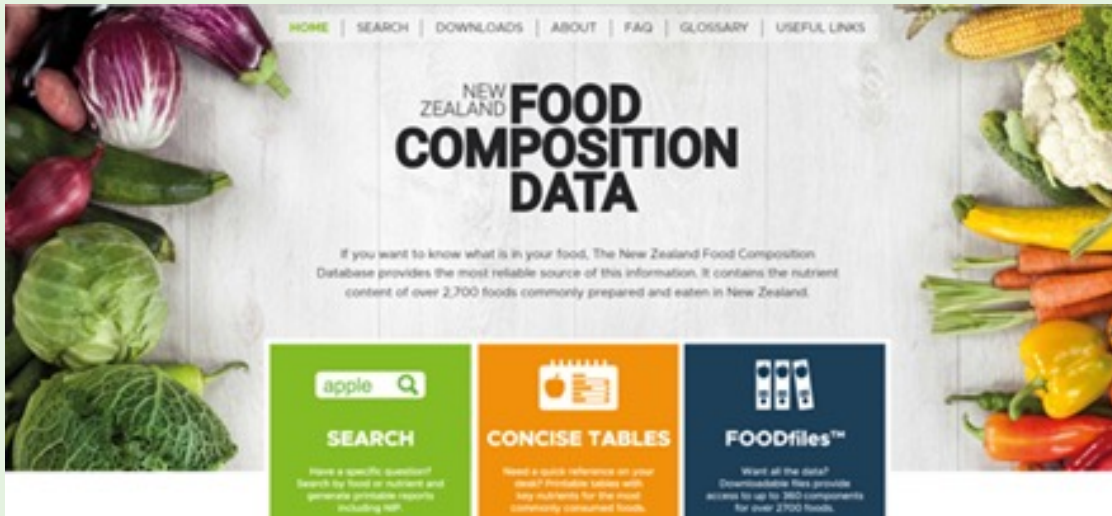 HOME | SEARCH | DOWNLOADS | ABOUT | FAQ | GLOSSARY | USEFUL LINKS
NEW
ZEALAND FOOD
COMPOSITION
DATA
If you want to know what is in your food, The New Zealand Food Composition
Database provides the most reliable source of this information. It contains the nutrient
content of over 2,700 foods commonly prepared and eaten in New Zealand.
apple
SEARCH
Have a specific question?
Search by food or nutrient and
generate printable reports
including NIP.
CONCISE TABLES
Need a quick reference on your
desk? Printable tables with
key nutrients for the most
commonly consumed foods.
FOODfiles™
Want all the data?
Downloadable files provide
access to up to 360 components
for over 2700 foods.